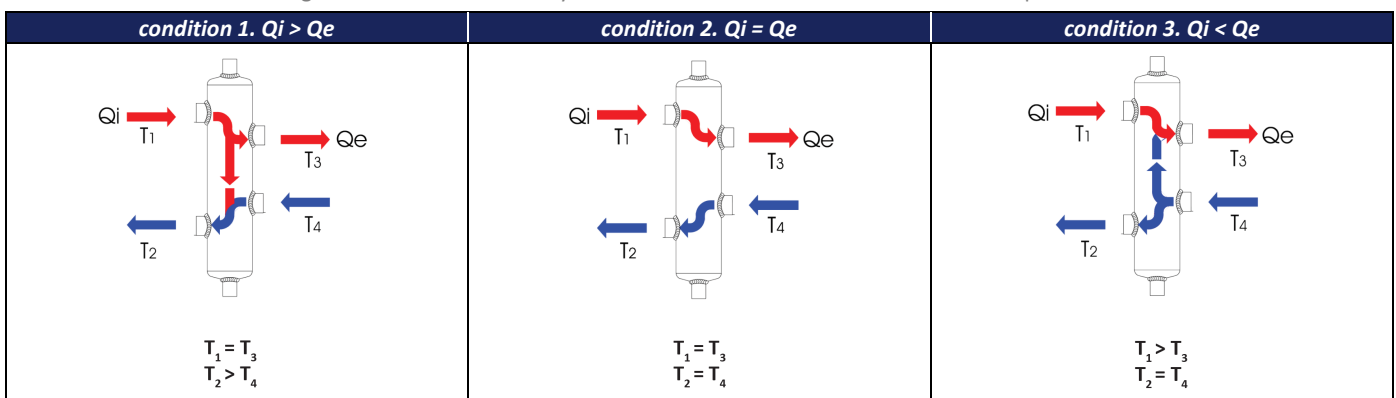 condition 1. Qi > Qe
condition 2. Qi = Qe
condition 3. Qi < Qe
Qi
T1
T3
Qe
T2
T4
T1 = T3
T2 > T4
Qi
T1
T3
Qe
T2
T4
T1 = T3
T2 = T4
Qi
T1
T3
Qe
T2
T4
T1 > T3
T2 = T4